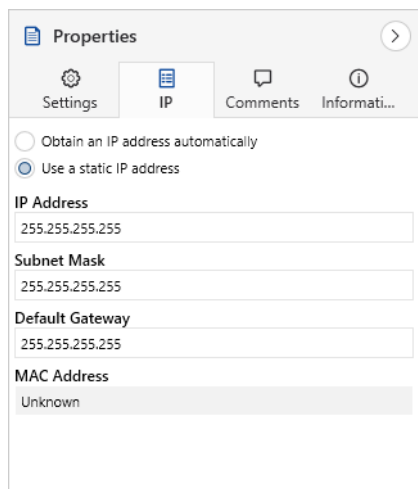 Properties
Settings
IP
Comments
Informati...
Obtain an IP address automatically
Use a static IP address
IP Address
255.255.255.255
Subnet Mask
255.255.255.255
Default Gateway
255.255.255.255
MAC Address
Unknown